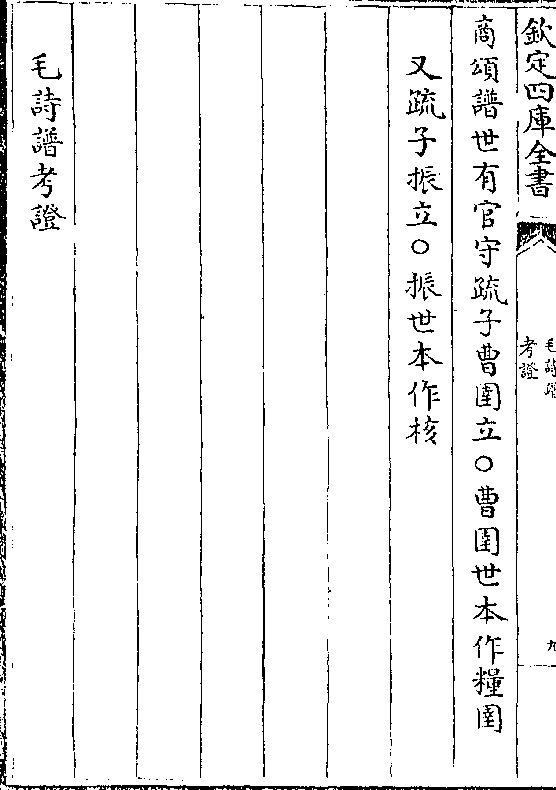 欽定四庫全書
毛詩譜
考證
九
商頌譜世有官守疏子曹圉立○曹圉世本作糧圉
又疏子振立○振世本作核
毛詩譜考證